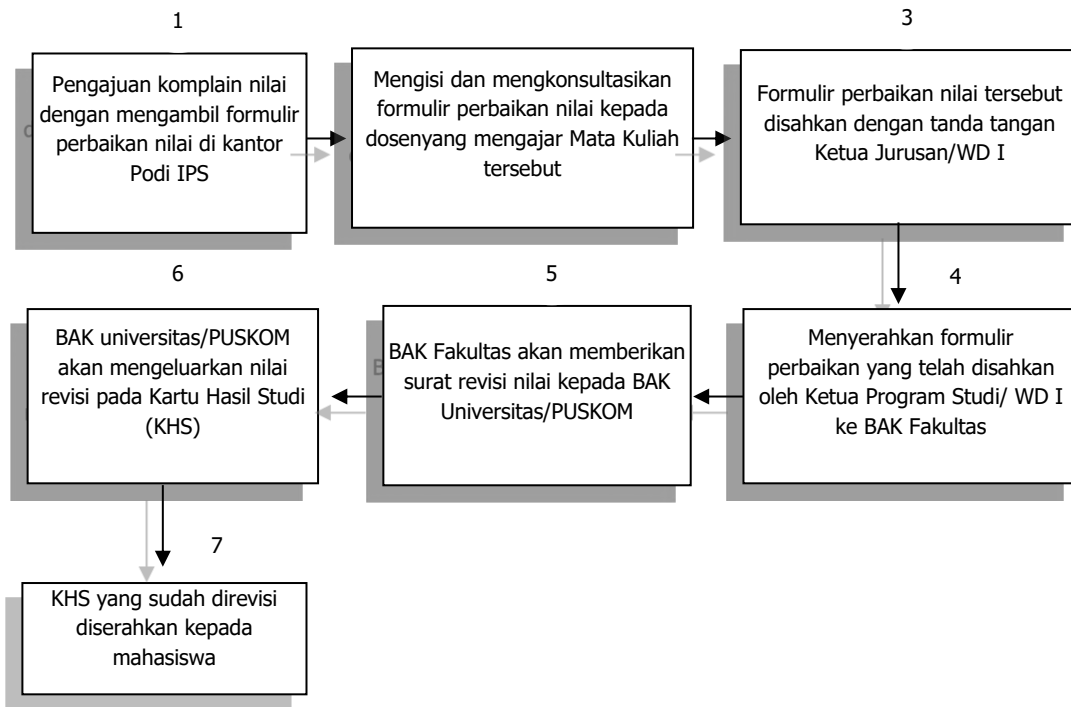 1
Pengajuan komplain nilai
dengan mengambil formulir
perbaikan nilai di kantor
Podi IPS
Mengisi dan mengkonsultasikan
formulir perbaikan nilai kepada
dosenyang mengajar Mata Kuliah
tersebut
3
Formulir perbaikan nilai tersebut
disahkan dengan tanda tangan
Ketua Jurusan/WD I
4
Menyerahkan formulir
perbaikan yang telah disahkan
oleh Ketua Program Studi/ WD I
ke BAK Fakultas
5
BAK Fakultas akan memberikan
surat revisi nilai kepada BAK
Universitas/PUSKOM
6
BAK universitas/PUSKOM
akan mengeluarkan nilai
revisi pada Kartu Hasil Studi
(KHS)
7
KHS yang sudah direvisi
diserahkan kepada
mahasiswa